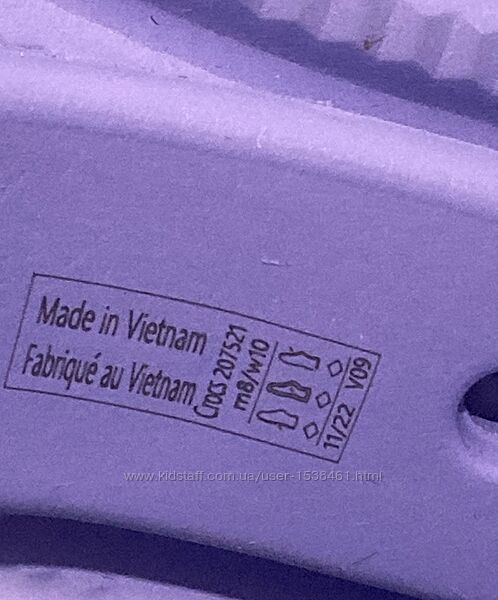 Made in Vietnam
Fabriqué au Vietnam
Crocs 207521
m8/w10
11/22 V09
www.kidstaff.com.ua/user-1536461.html